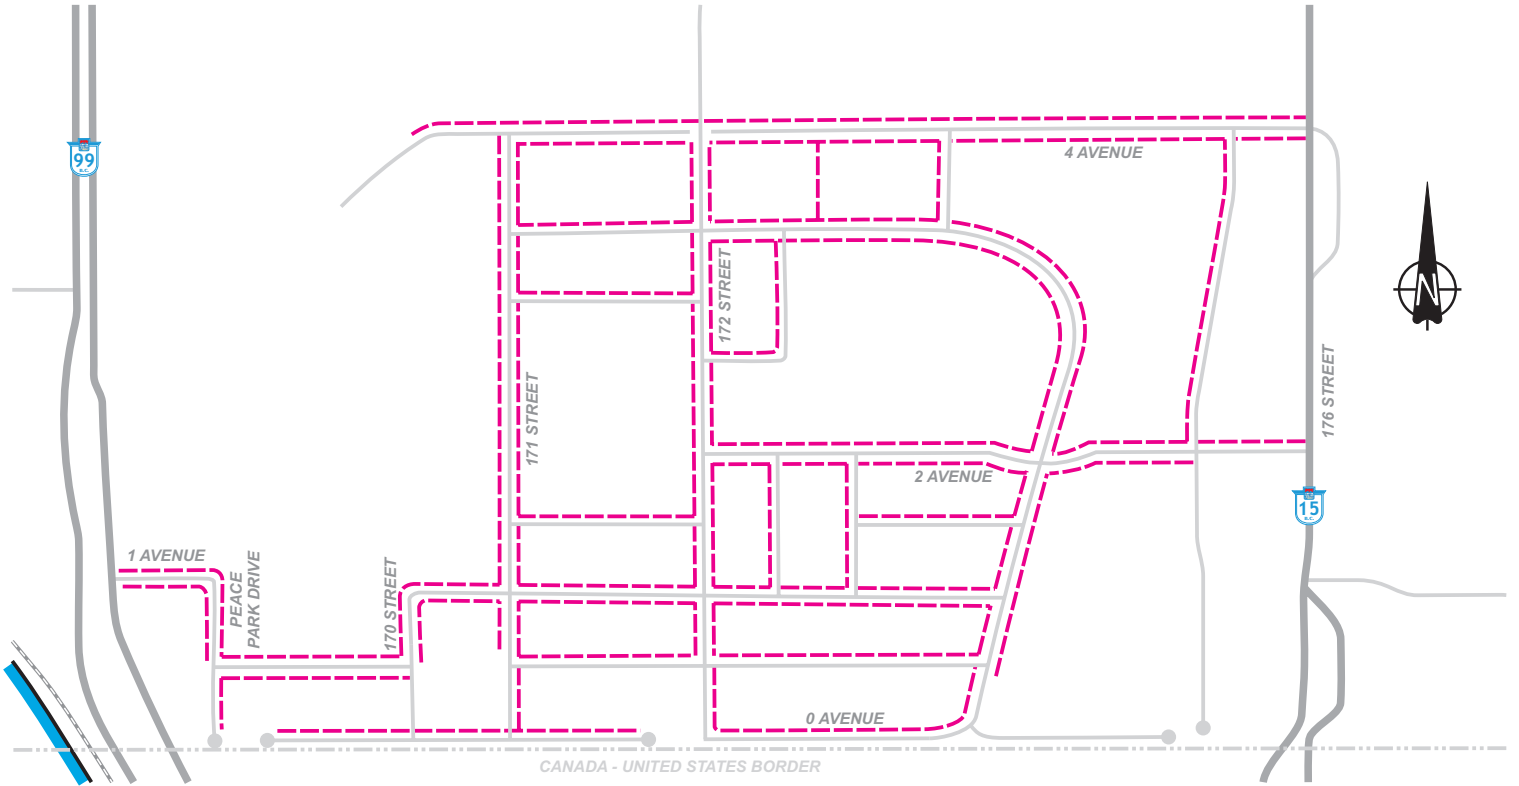 4 AVENUE
99
B.C.
172 STREET
N
176 STREET
171 STREET
2 AVENUE
15
B.C.
1 AVENUE
PEACE
PARK DRIVE
170 STREET
0 AVENUE
CANADA - UNITED STATES BORDER